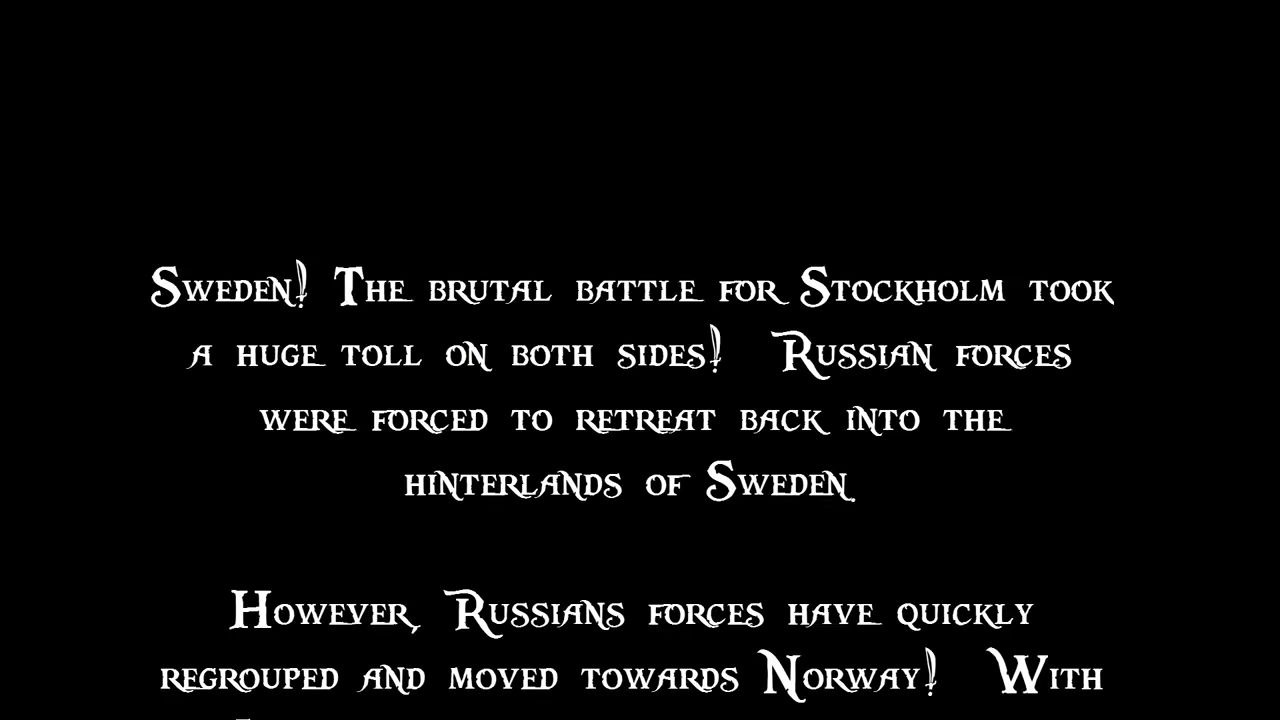 Sweden! The brutal battle for Stockholm took
a huge toll on both sides! Russian forces
were forced to retreat back into the
hinterlands of Sweden.
However, Russians forces have quickly
regrouped and moved towards Norway! With